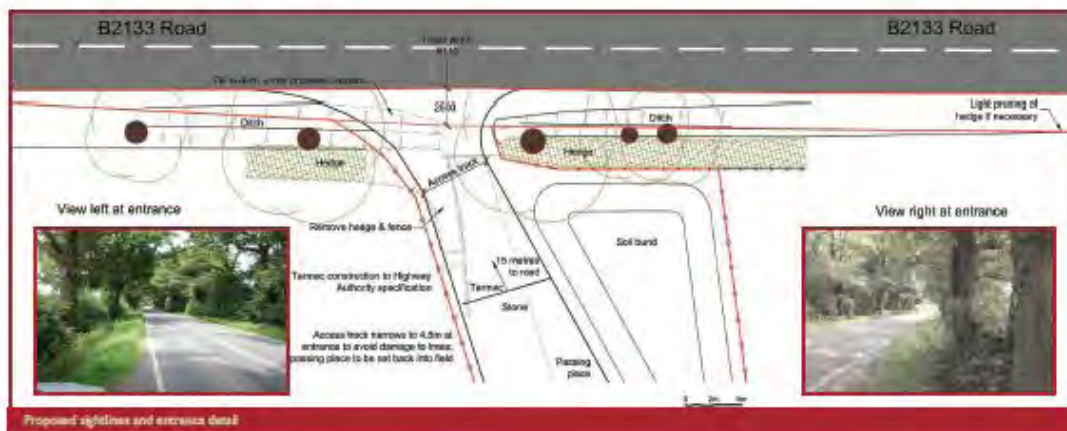 B2133 Road
B2133 Road
Ditch
Ditch
Light pruning of
hedge if necessary
Hedge
Hedge
Access track
View left at entrance
View right at entrance
Remove hedge & fence
Soil bund
15 metres
to road
Tarmac construction to Highway
Authority specification
Tarmac
Stone
Access track narrows to 4.5m at
entrance to avoid damage to trees;
passing place to be set back into field
Passing
place
0
Proposed sightlines and entrance detail